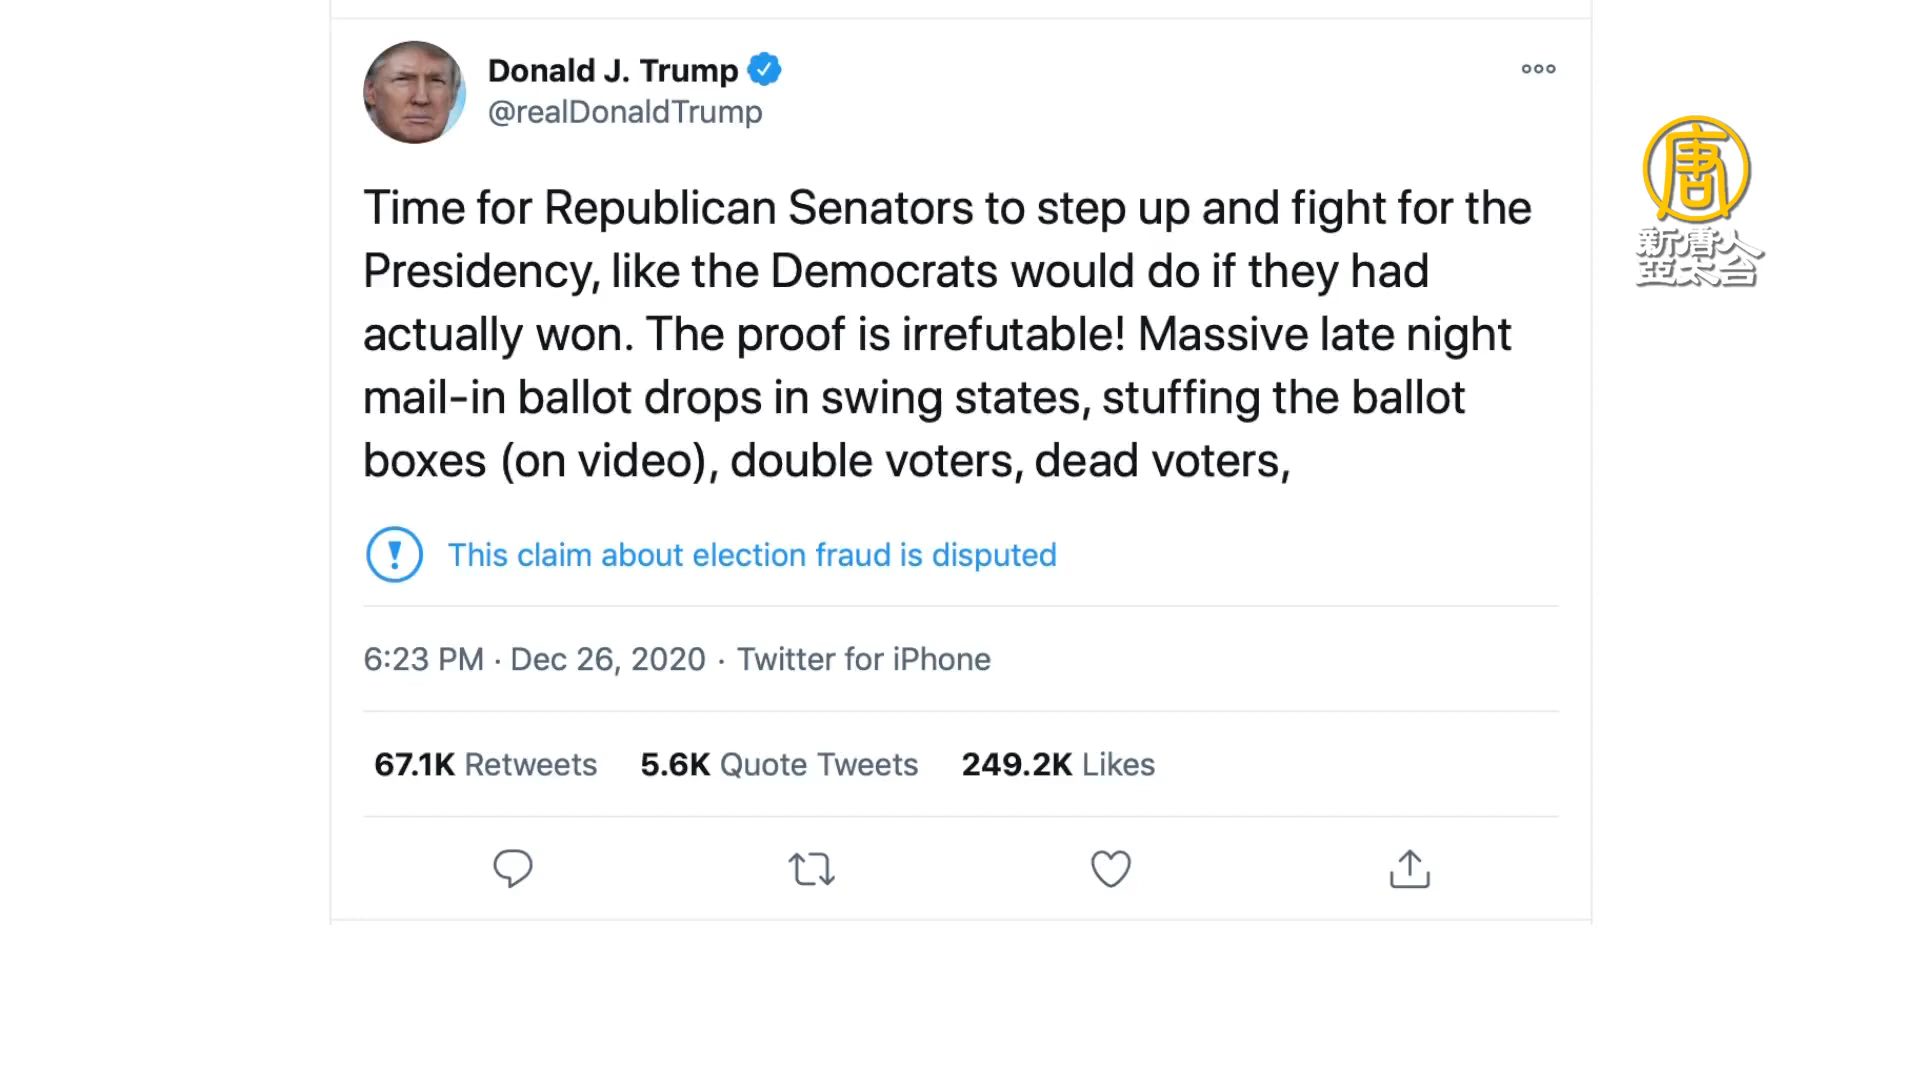 Donald J. Trump
@realDonaldTrump
唐
新唐人
亞太台
Time for Republican Senators to step up and fight for the
Presidency, like the Democrats would do if they had
actually won. The proof is irrefutable! Massive late night
mail-in ballot drops in swing states, stuffing the ballot
boxes (on video), double voters, dead voters,
This claim about election fraud is disputed
6:23 PM · Dec 26, 2020 · Twitter for iPhone
67.1K Retweets 5.6K Quote Tweets 249.2K Likes